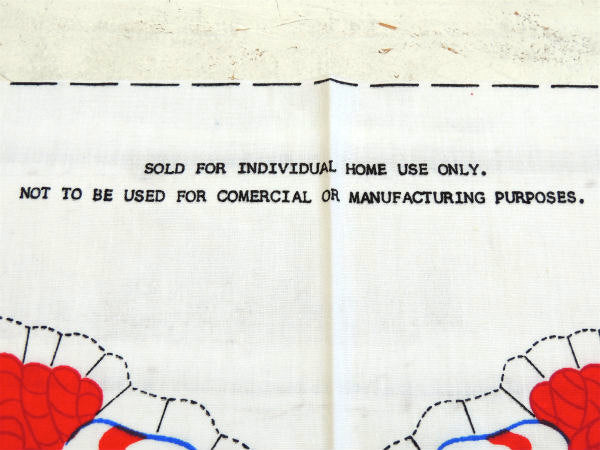 SOLD FOR INDIVIDUAL HOME USE ONLY.
NOT TO BE USED FOR COMERCIAL OR MANUFACTURING PURPOSES.